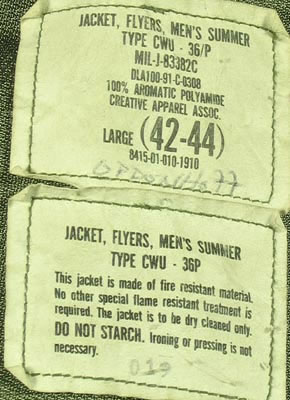 JACKET, FLYERS, MEN'S SUMMER
TYPE CWU - 36/P
MIL-J-83382C
DLA100-91-C-0308
100% AROMATIC POLYAMIDE
CREATIVE APPAREL ASSOC.
LARGE (42-44)
8415-01-010-1910
JACKET, FLYERS, MEN'S SUMMER
TYPE CWU - 36P
This jacket is made of fire resistant material.
No other special flame resistant treatment is
required. The jacket is to be dry cleaned only.
DO NOT STARCH. Ironing or pressing is not
necessary.
019